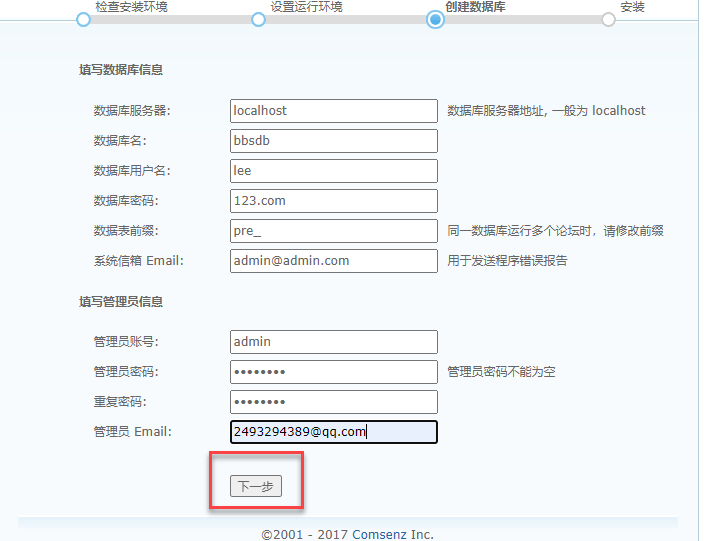 检查安装环境 设置运行环境 创建数据库 安装
填写数据库信息
数据库服务器: localhost 数据库服务器地址, 一般为 localhost
数据库名: bbsdb
数据库用户名: lee
数据库密码: 123.com
数据表前缀: pre_ 同一数据库运行多个论坛时，请修改前缀
系统信箱 Email: admin@admin.com 用于发送程序错误报告
填写管理员信息
管理员账号: admin
管理员密码: •••••••• 管理员密码不能为空
重复密码: ••••••••
管理员 Email: 2493294389@qq.com
下一步
©2001 - 2017 Comsenz Inc.